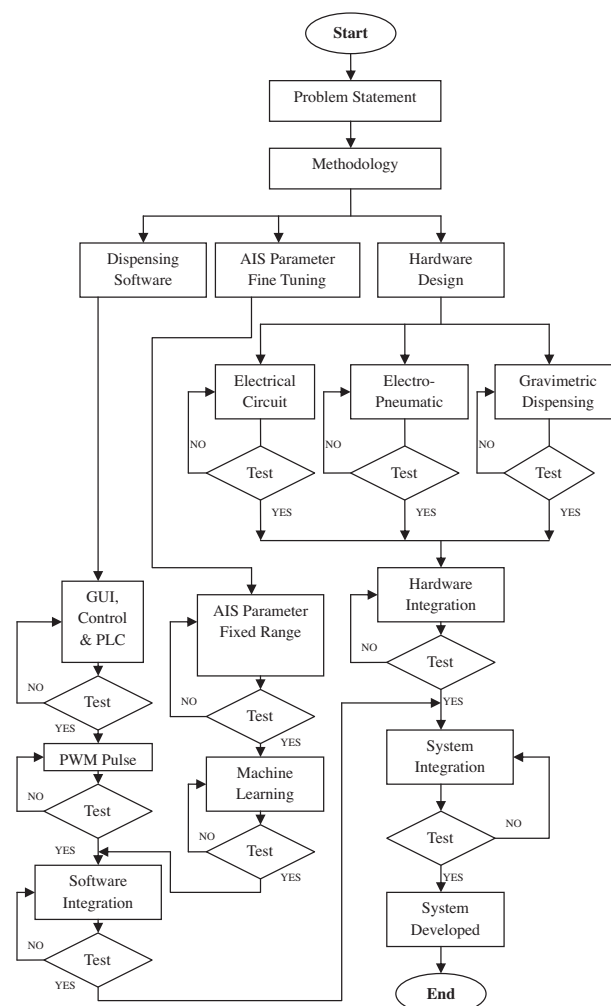 Start
Problem Statement
Methodology
Dispensing
Software
AIS Parameter
Fine Tuning
Hardware
Design
Electrical
Circuit
Electro-
Pneumatic
Gravimetric
Dispensing
NO
NO
NO
Test
Test
Test
YES
YES
YES
GUI,
Control
& PLC
AIS Parameter
Fixed Range
Hardware
Integration
NO
NO
NO
Test
Test
Test
YES
YES
YES
PWM Pulse
Machine
Learning
System
Integration
NO
NO
NO
Test
Test
Test
YES
YES
YES
Software
Integration
System
Developed
NO
Test
YES
End